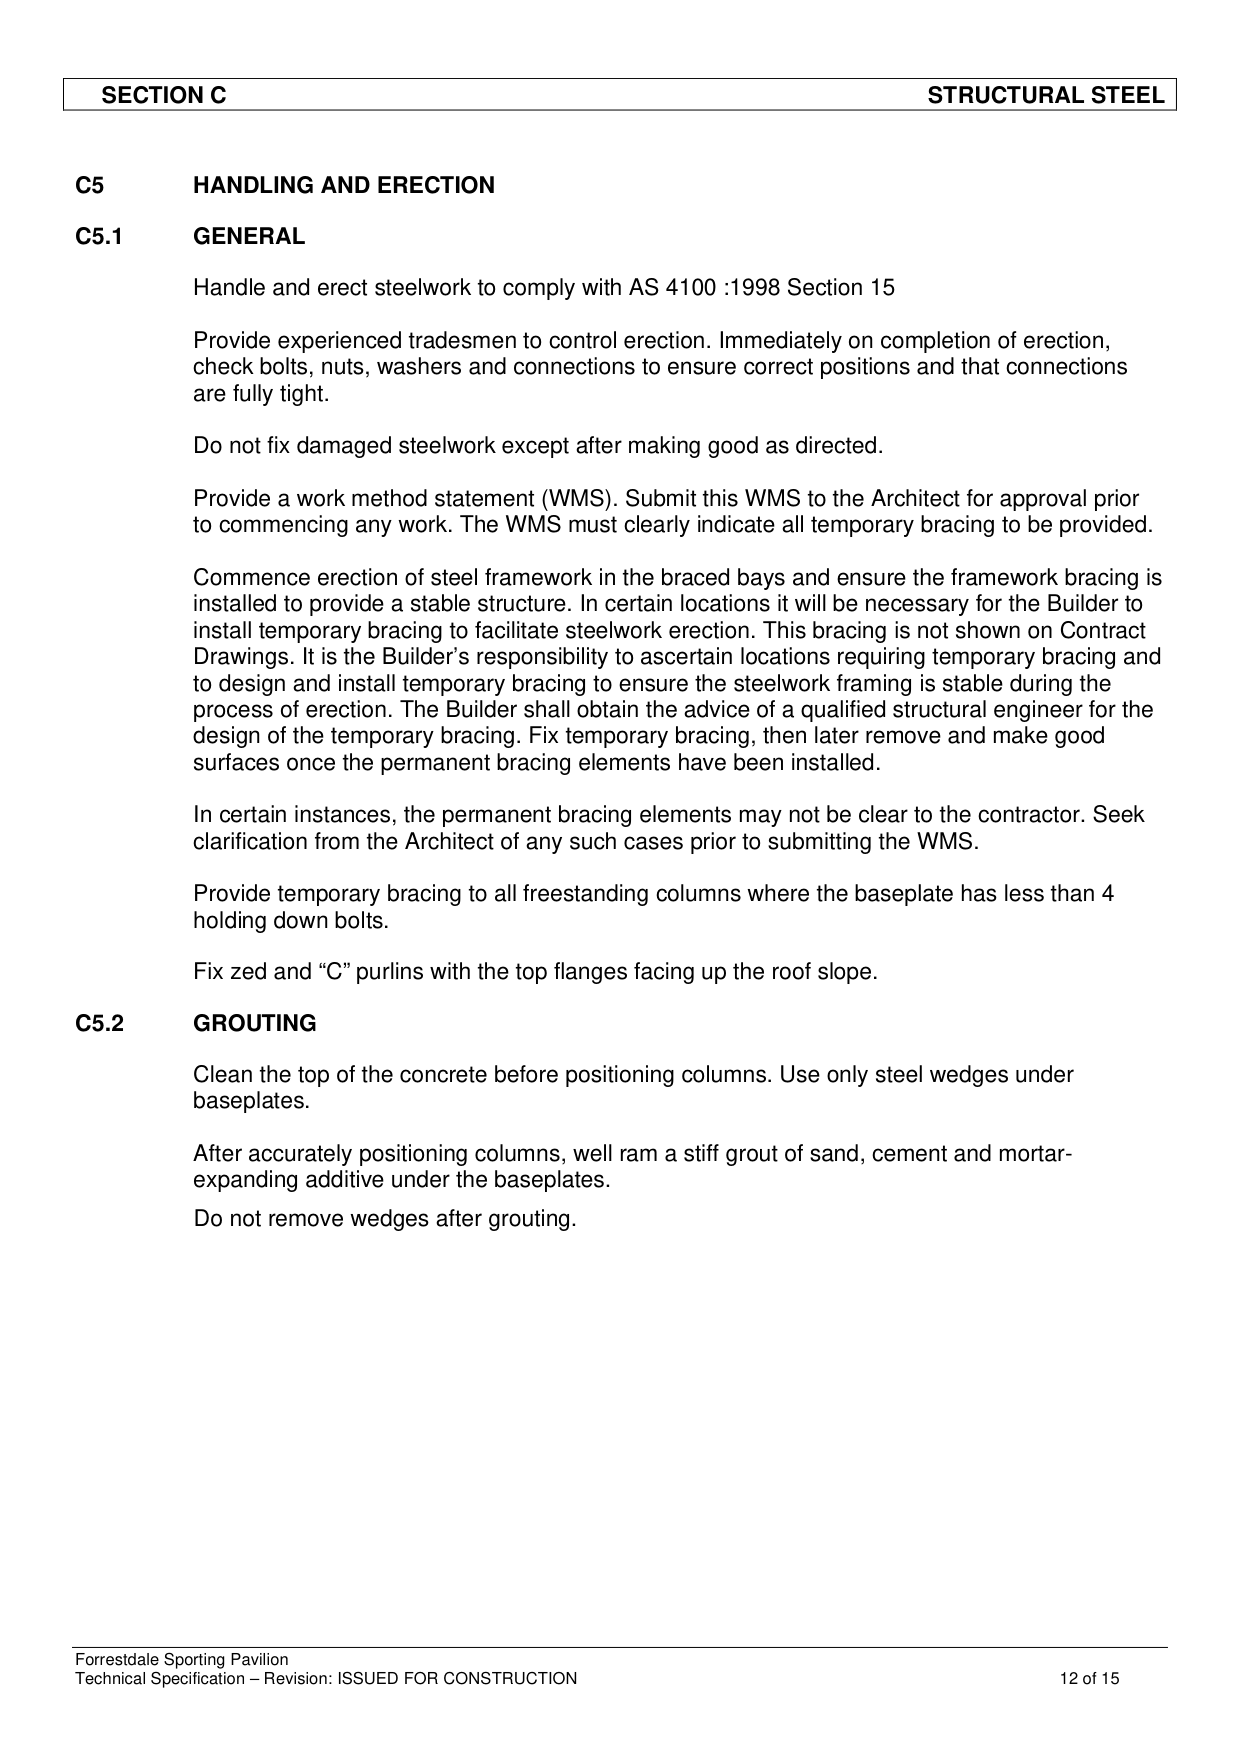 SECTION C STRUCTURAL STEEL
C5 HANDLING AND ERECTION
C5.1 GENERAL
Handle and erect steelwork to comply with AS 4100 :1998 Section 15
Provide experienced tradesmen to control erection. Immediately on completion of erection,
check bolts, nuts, washers and connections to ensure correct positions and that connections
are fully tight.
Do not fix damaged steelwork except after making good as directed.
Provide a work method statement (WMS). Submit this WMS to the Architect for approval prior
to commencing any work. The WMS must clearly indicate all temporary bracing to be provided.
Commence erection of steel framework in the braced bays and ensure the framework bracing is
installed to provide a stable structure. In certain locations it will be necessary for the Builder to
install temporary bracing to facilitate steelwork erection. This bracing is not shown on Contract
Drawings. It is the Builder’s responsibility to ascertain locations requiring temporary bracing and
to design and install temporary bracing to ensure the steelwork framing is stable during the
process of erection. The Builder shall obtain the advice of a qualified structural engineer for the
design of the temporary bracing. Fix temporary bracing, then later remove and make good
surfaces once the permanent bracing elements have been installed.
In certain instances, the permanent bracing elements may not be clear to the contractor. Seek
clarification from the Architect of any such cases prior to submitting the WMS.
Provide temporary bracing to all freestanding columns where the baseplate has less than 4
holding down bolts.
Fix zed and “C” purlins with the top flanges facing up the roof slope.
C5.2 GROUTING
Clean the top of the concrete before positioning columns. Use only steel wedges under
baseplates.
After accurately positioning columns, well ram a stiff grout of sand, cement and mortar-
expanding additive under the baseplates.
Do not remove wedges after grouting.
Forrestdale Sporting Pavilion
Technical Specification – Revision: ISSUED FOR CONSTRUCTION 12 of 15